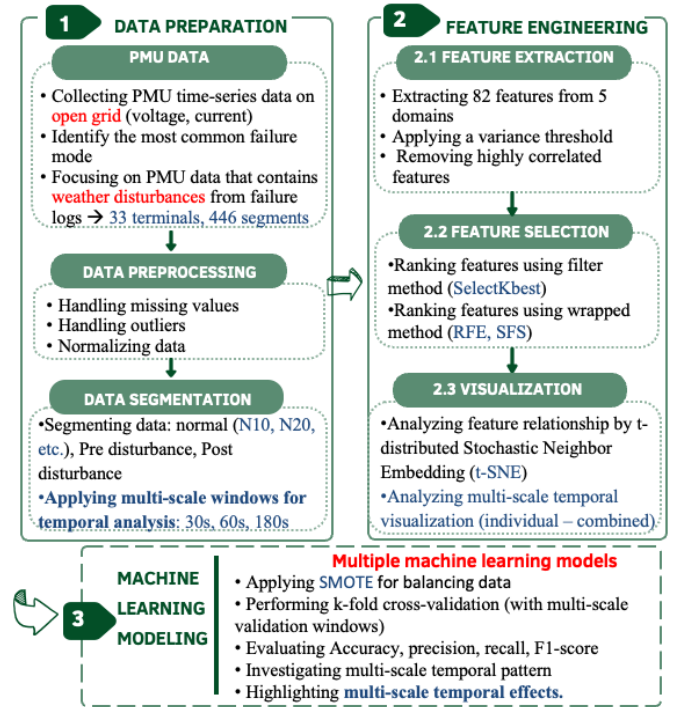 1 DATA PREPARATION
PMU DATA
• Collecting PMU time-series data on
open grid (voltage, current)
• Identify the most common failure
mode
• Focusing on PMU data that contains
weather disturbances from failure
logs → 33 terminals, 446 segments
DATA PREPROCESSING
• Handling missing values
• Handling outliers
• Normalizing data
DATA SEGMENTATION
•Segmenting data: normal (N10, N20,
etc.), Pre disturbance, Post
disturbance
•Applying multi-scale windows for
temporal analysis: 30s, 60s, 180s
2 FEATURE ENGINEERING
2.1 FEATURE EXTRACTION
• Extracting 82 features from 5
domains
• Applying a variance threshold
• Removing highly correlated
features
2.2 FEATURE SELECTION
•Ranking features using filter
method (SelectKbest)
•Ranking features using wrapped
method (RFE, SFS)
2.3 VISUALIZATION
•Analyzing feature relationship by t-
distributed Stochastic Neighbor
Embedding (t-SNE)
•Analyzing multi-scale temporal
visualization (individual – combined)
3 MACHINE
LEARNING
MODELING
Multiple machine learning models
• Applying SMOTE for balancing data
• Performing k-fold cross-validation (with multi-scale
validation windows)
• Evaluating Accuracy, precision, recall, F1-score
• Investigating multi-scale temporal pattern
• Highlighting multi-scale temporal effects.